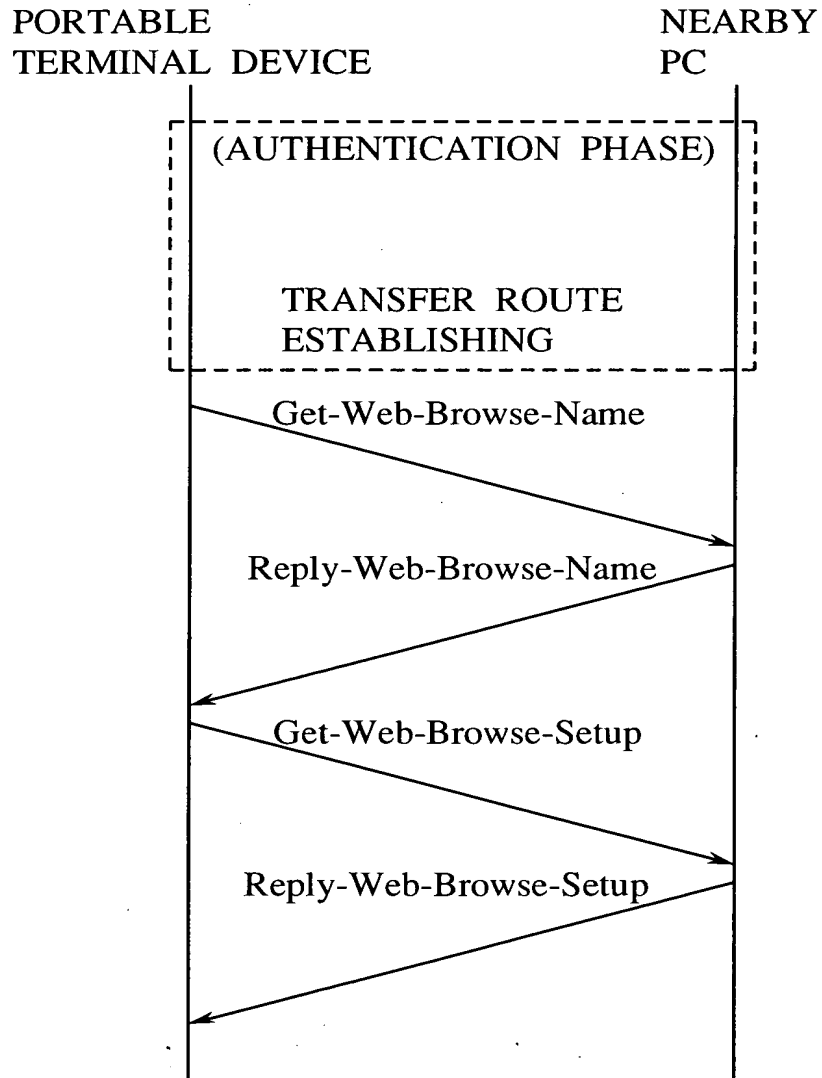 PORTABLE
TERMINAL DEVICE
NEARBY
PC
(AUTHENTICATION PHASE)
TRANSFER ROUTE
ESTABLISHING
Get-Web-Browse-Name
Reply-Web-Browse-Name
Get-Web-Browse-Setup
Reply-Web-Browse-Setup